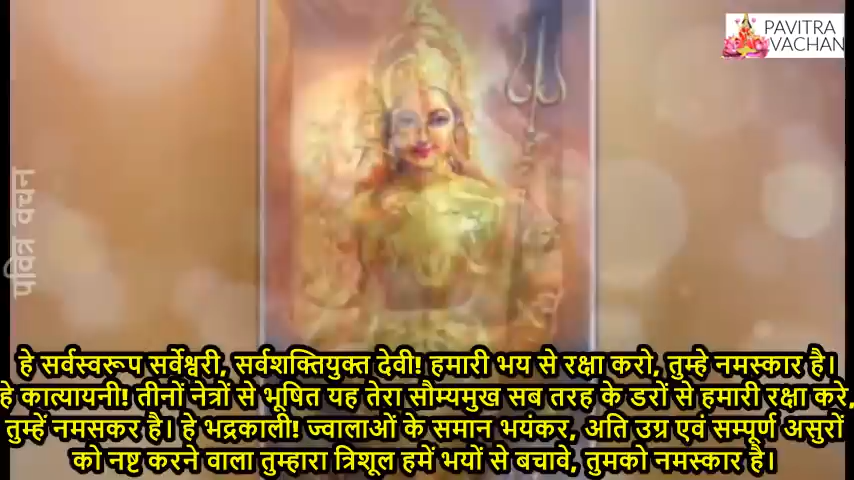 PAVITRA
VACHAN
पवित्र वचन
हे सर्वस्वरूप सर्वेश्वरी, सर्वशक्तियुक्त देवी! हमारी भय से रक्षा करो, तुम्हे नमस्कार है।
हे कात्यायनी! तीनों नेत्रों से भूषित यह तेरा सौम्यमुख सब तरह के डरों से हमारी रक्षा करे,
तुम्हें नमसकर है। हे भद्रकाली! ज्वालाओं के समान भयंकर, अति उग्र एवं सम्पूर्ण असुरों
को नष्ट करने वाला तुम्हारा त्रिशूल हमें भयों से बचावे, तुमको नमस्कार है।